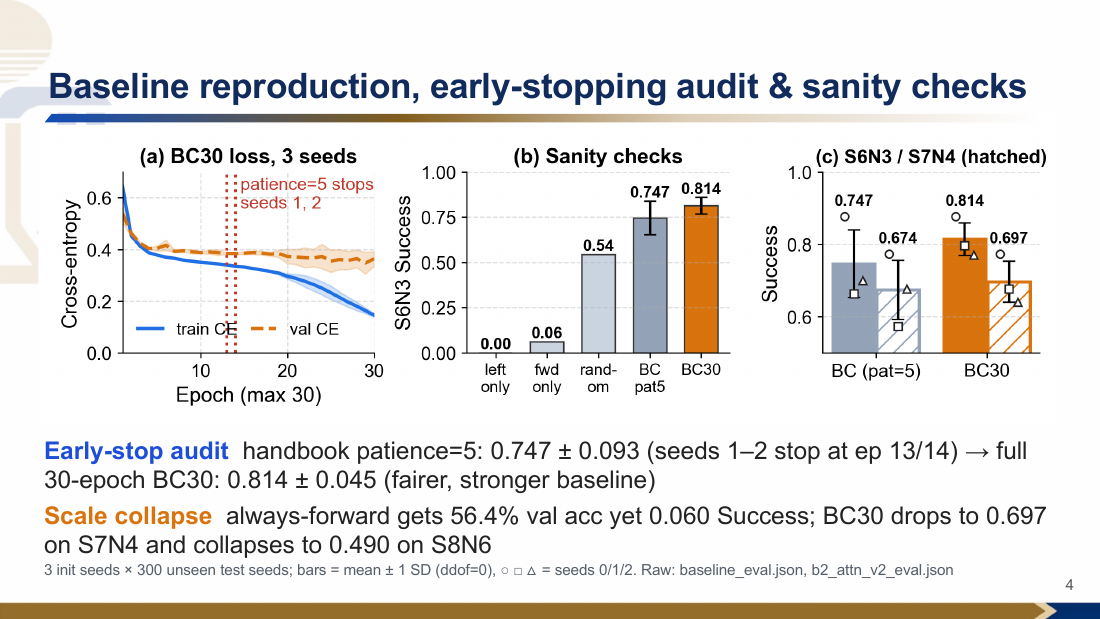 Baseline reproduction, early-stopping audit & sanity checks
(a) BC30 loss, 3 seeds
patience=5 stops
seeds 1, 2
Cross-entropy
0.6
0.4
0.2
0.0
train CE
val CE
10
20
30
Epoch (max 30)
(b) Sanity checks
S6N3 Success
1.00
0.75
0.50
0.25
0.00
0.00
0.06
0.54
0.747
0.814
left only
fwd only
rand-om
BC pat5
BC30
(c) S6N3 / S7N4 (hatched)
Success
1.0
0.8
0.6
0.747
0.674
0.814
0.697
BC (pat=5)
BC30
Early-stop audit handbook patience=5: 0.747 ± 0.093 (seeds 1–2 stop at ep 13/14) → full
30-epoch BC30: 0.814 ± 0.045 (fairer, stronger baseline)
Scale collapse always-forward gets 56.4% val acc yet 0.060 Success; BC30 drops to 0.697
on S7N4 and collapses to 0.490 on S8N6
3 init seeds × 300 unseen test seeds; bars = mean ± 1 SD (ddof=0), ○ □ △ = seeds 0/1/2. Raw: baseline_eval.json, b2_attn_v2_eval.json
4